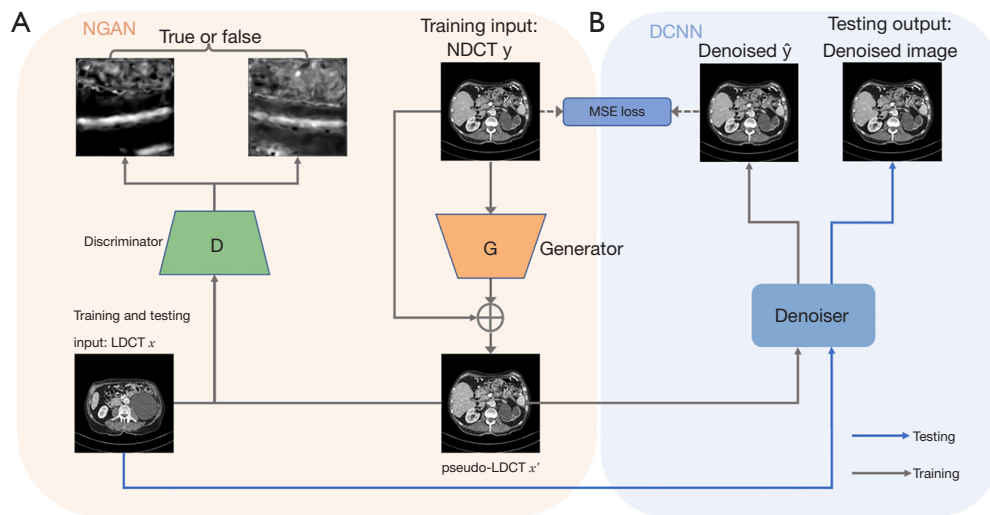 A
NGAN
True or false
Training input:
NDCT y
B
DCNN
Denoised ŷ
Testing output:
Denoised image
MSE loss
Discriminator
D
G
Generator
Training and testing
input: LDCT x
Denoiser
pseudo-LDCT x′
Testing
Training